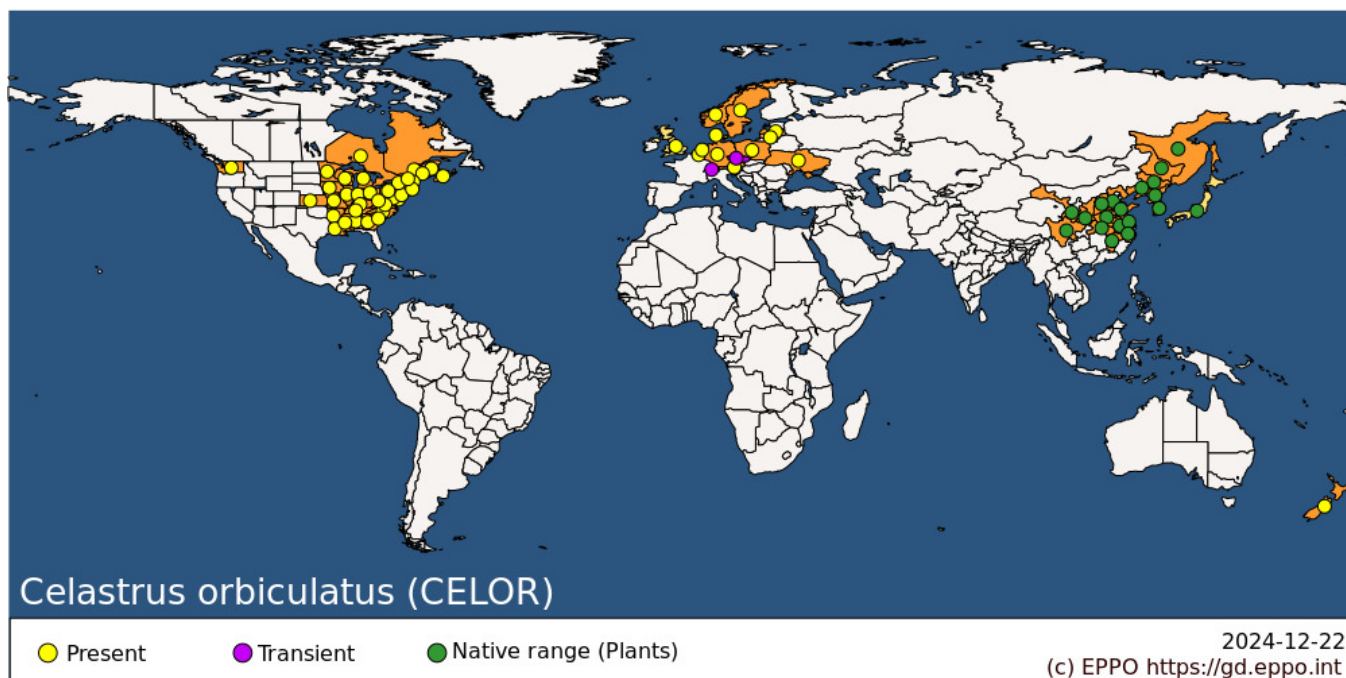 Celastrus orbiculatus (CELOR)
Present
Transient
Native range (Plants)
2024-12-22
(c) EPPO https://gd.eppo.int